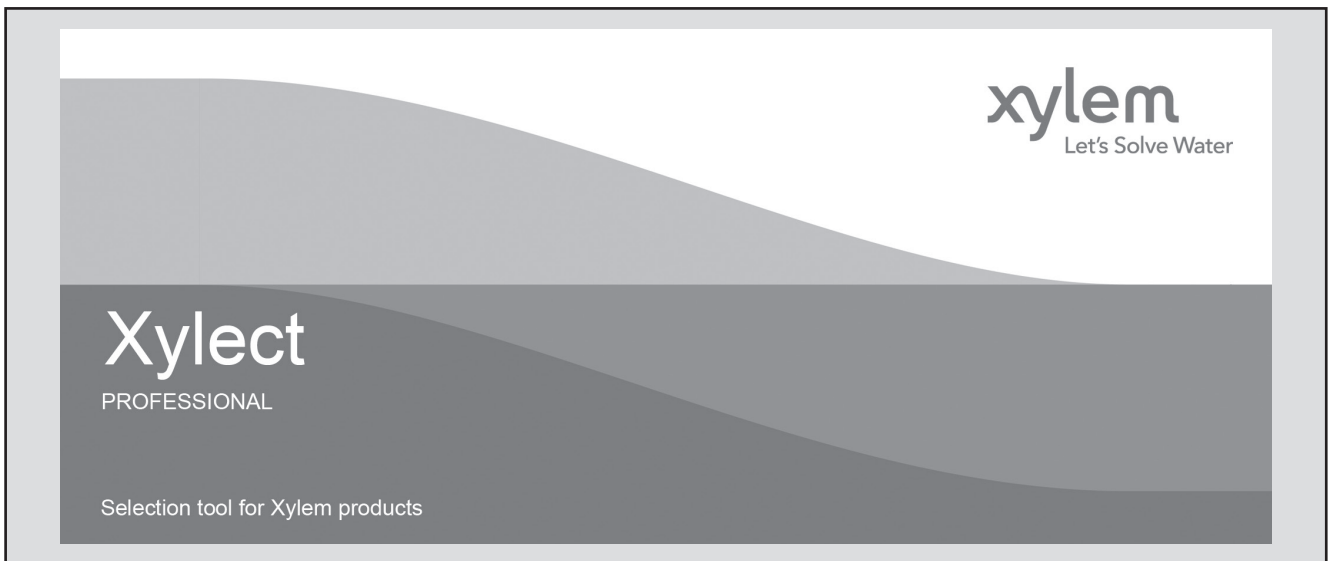 xylem
Let's Solve Water
Xylect
PROFESSIONAL
Selection tool for Xylem products